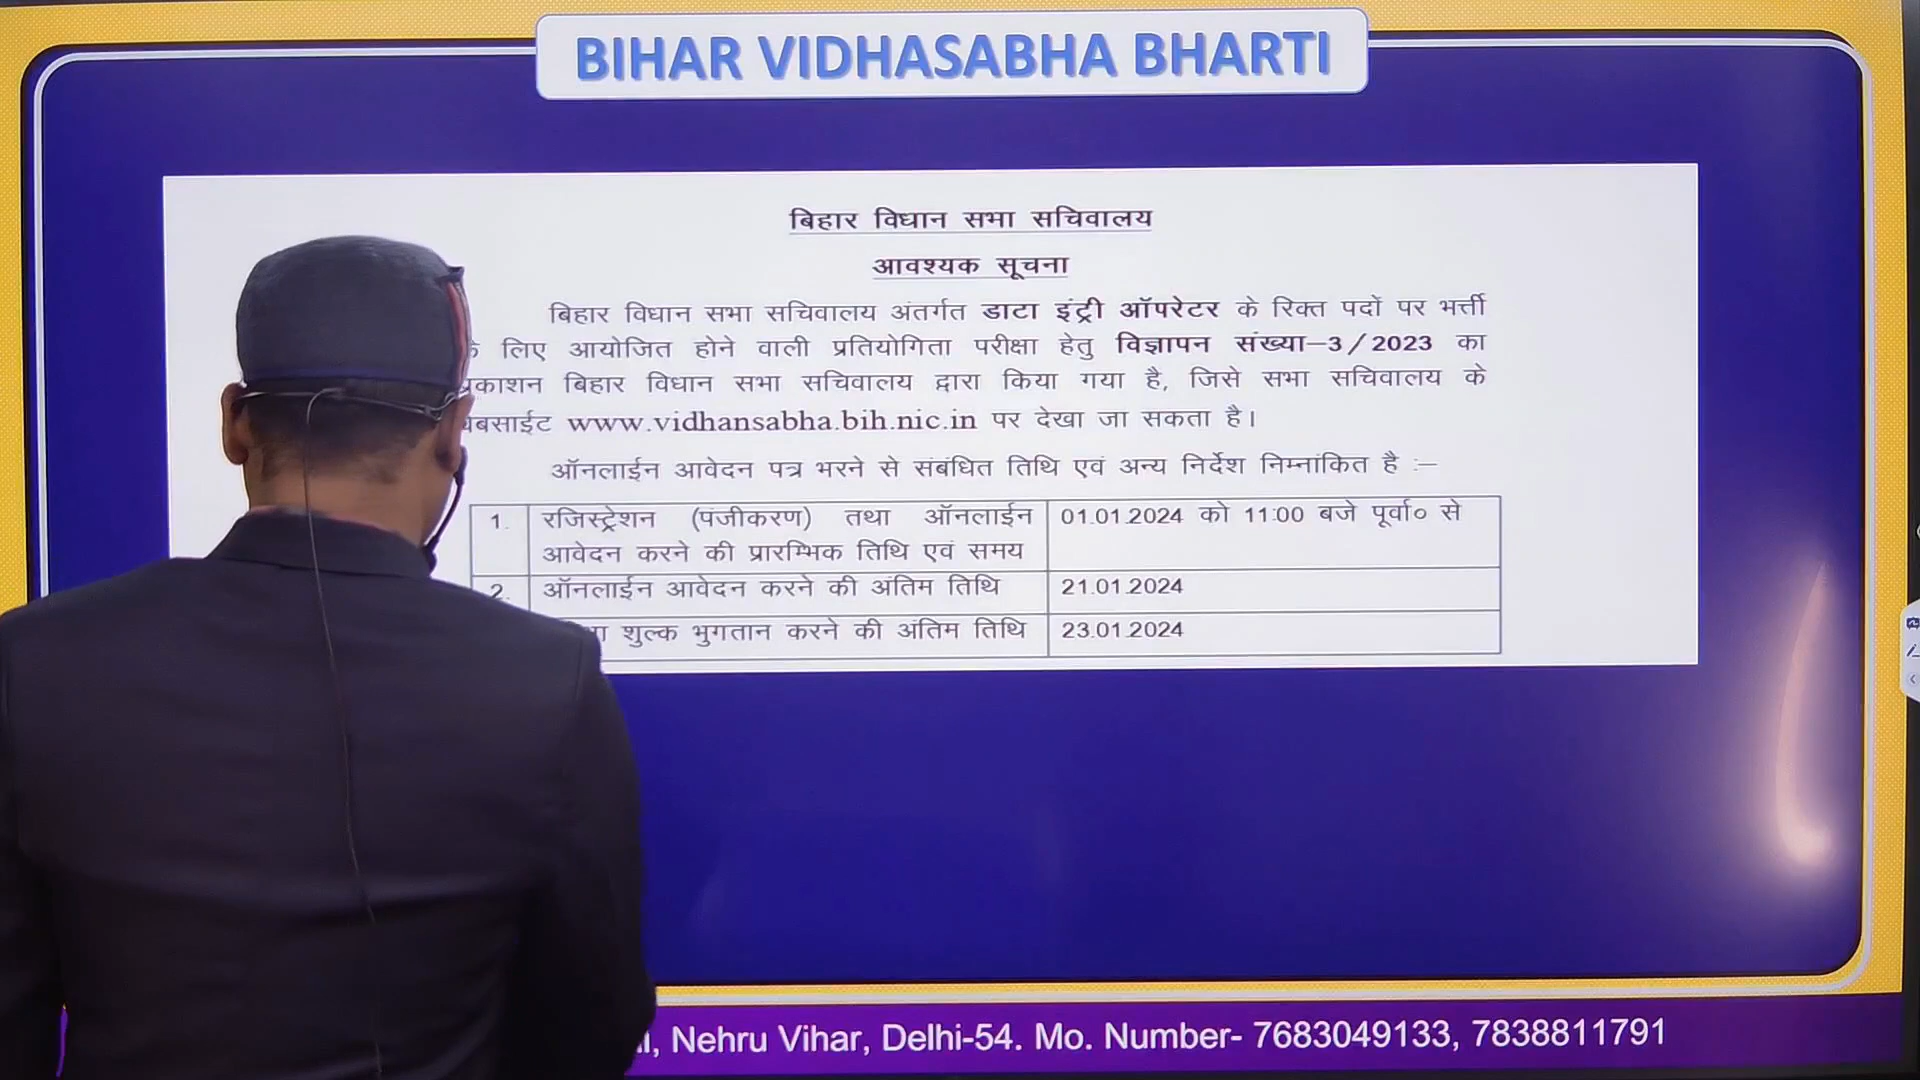 BIHAR VIDHASABHA BHARTI
बिहार विधान सभा सचिवालय
आवश्यक सूचना
बिहार विधान सभा सचिवालय अंतर्गत डाटा इंट्री ऑपरेटर के रिक्त पदों पर भर्त्ती
लिए आयोजित होने वाली प्रतियोगिता परीक्षा हेतु विज्ञापन संख्या–3/2023 का
प्रकाशन बिहार विधान सभा सचिवालय द्वारा किया गया है, जिसे सभा सचिवालय के
www.vidhansabha.bih.nic.in पर देखा जा सकता है।
ऑनलाईन आवेदन पत्र भरने से संबंधित तिथि एवं अन्य निर्देश निम्नांकित है :–
1. रजिस्ट्रेशन (पंजीकरण) तथा ऑनलाईन 01.01.2024 को 11:00 बजे पूर्वा० से
आवेदन करने की प्रारम्भिक तिथि एवं समय
2. ऑनलाईन आवेदन करने की अंतिम तिथि 21.01.2024
शुल्क भुगतान करने की अंतिम तिथि 23.01.2024
Nehru Vihar, Delhi-54. Mo. Number- 7683049133, 7838811791